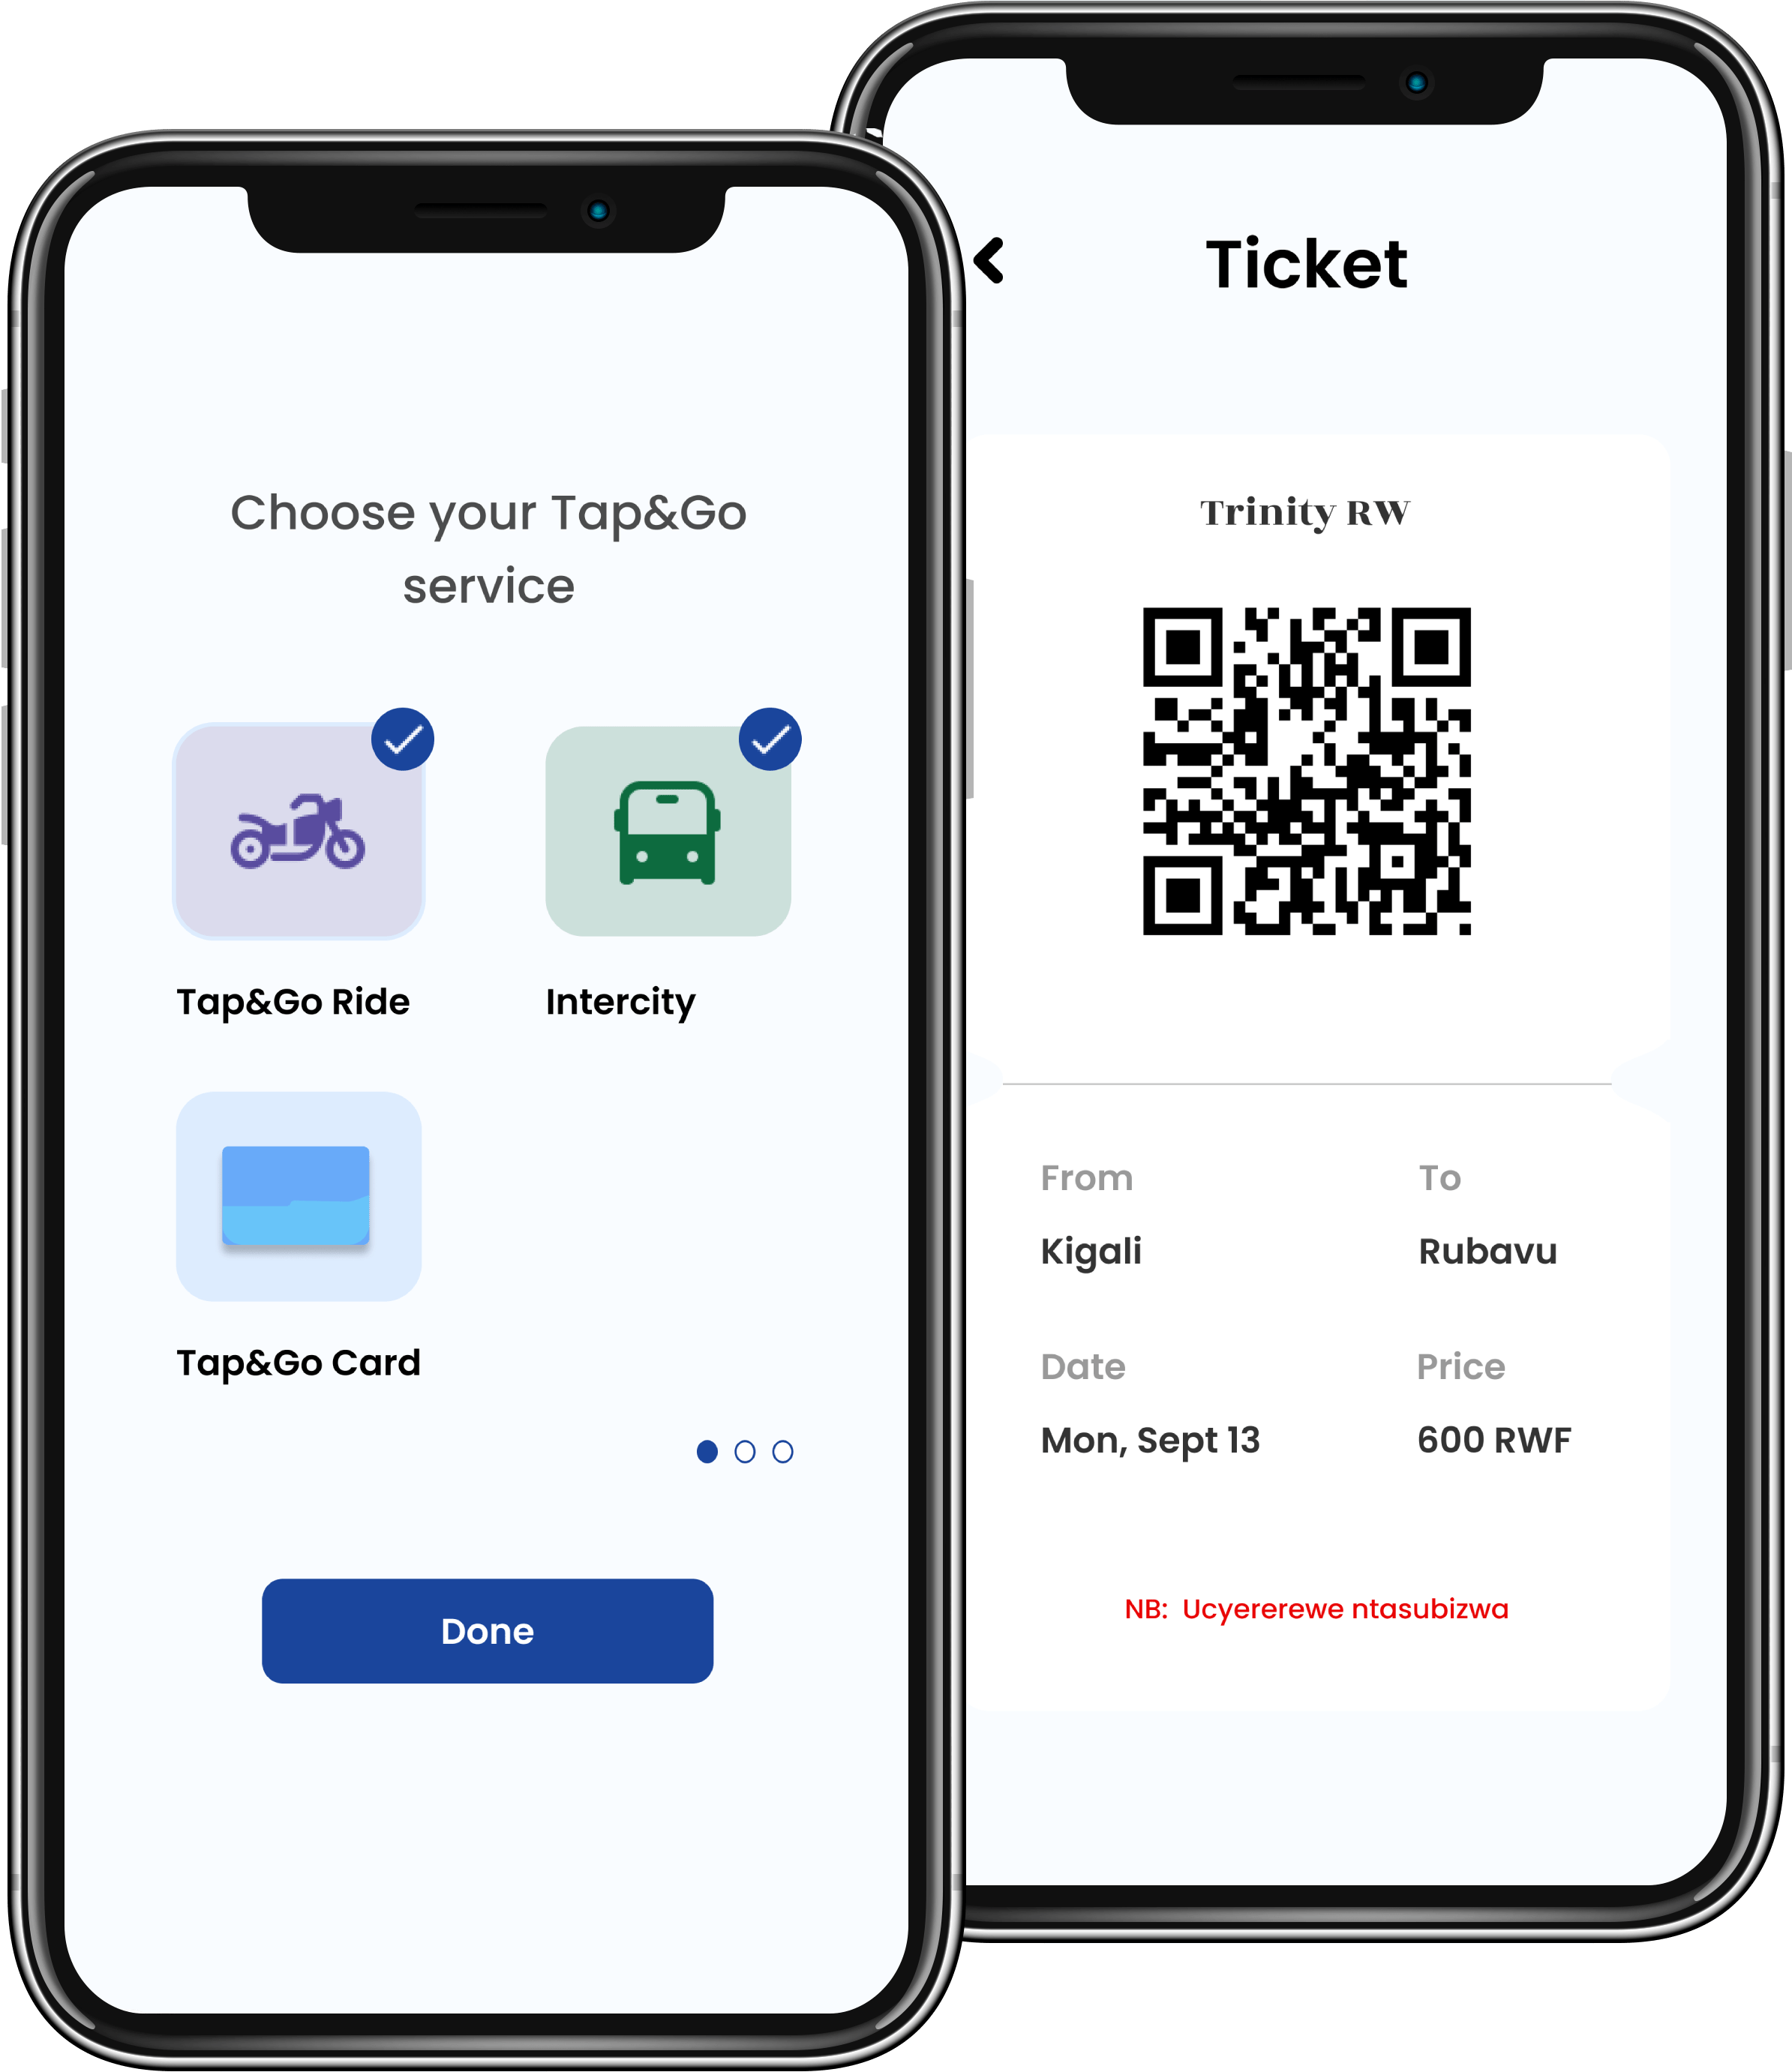 Choose your Tap&Go
service
Tap&Go Ride
Intercity
Tap&Go Card
Done
Ticket
Trinity RW
From
To
Kigali
Rubavu
Date
Price
Mon, Sept 13
600 RWF
NB: Ucyererewe ntasubizwa